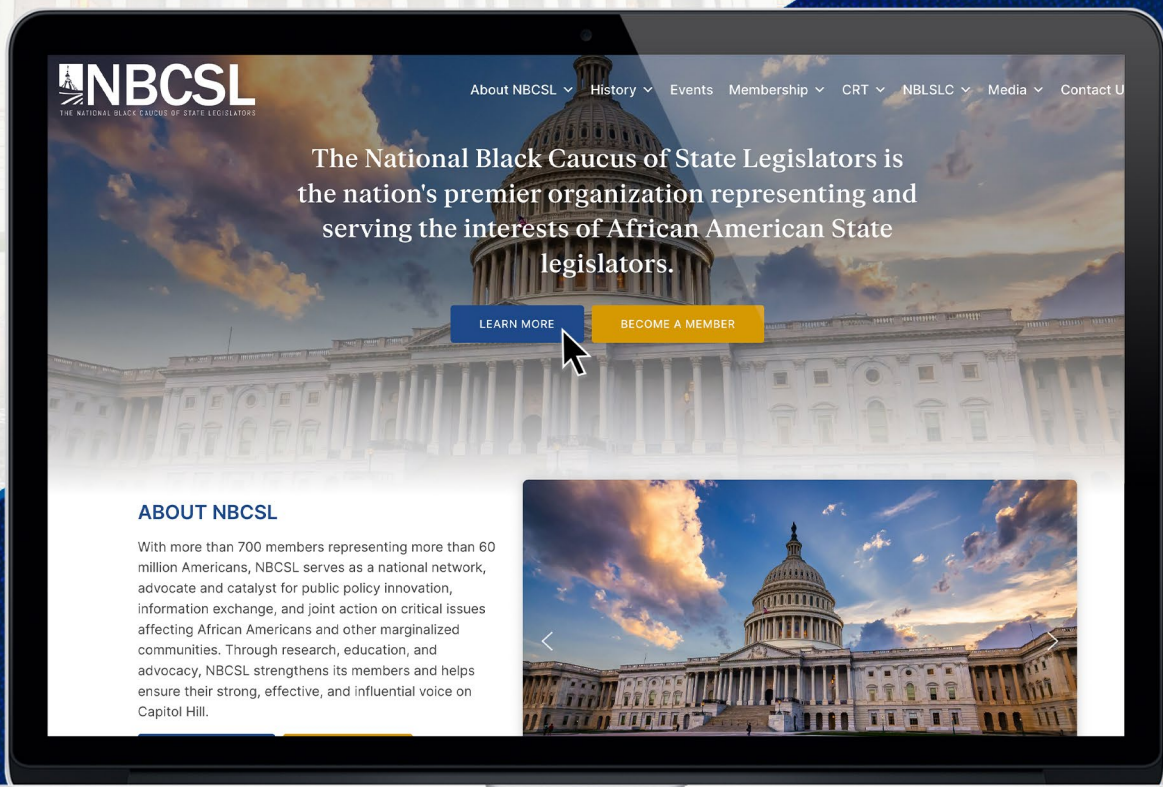 NBCSL
THE NATIONAL BLACK CAUCUS OF STATE LEGISLATORS
About NBCSL History Events Membership CRT NBLSLC Media Contact U
The National Black Caucus of State Legislators is
the nation's premier organization representing and
serving the interests of African American State
legislators.
LEARN MORE BECOME A MEMBER
ABOUT NBCSL
With more than 700 members representing more than 60
million Americans, NBCSL serves as a national network,
advocate and catalyst for public policy innovation,
information exchange, and joint action on critical issues
affecting African Americans and other marginalized
communities. Through research, education, and
advocacy, NBCSL strengthens its members and helps
ensure their strong, effective, and influential voice on
Capitol Hill.